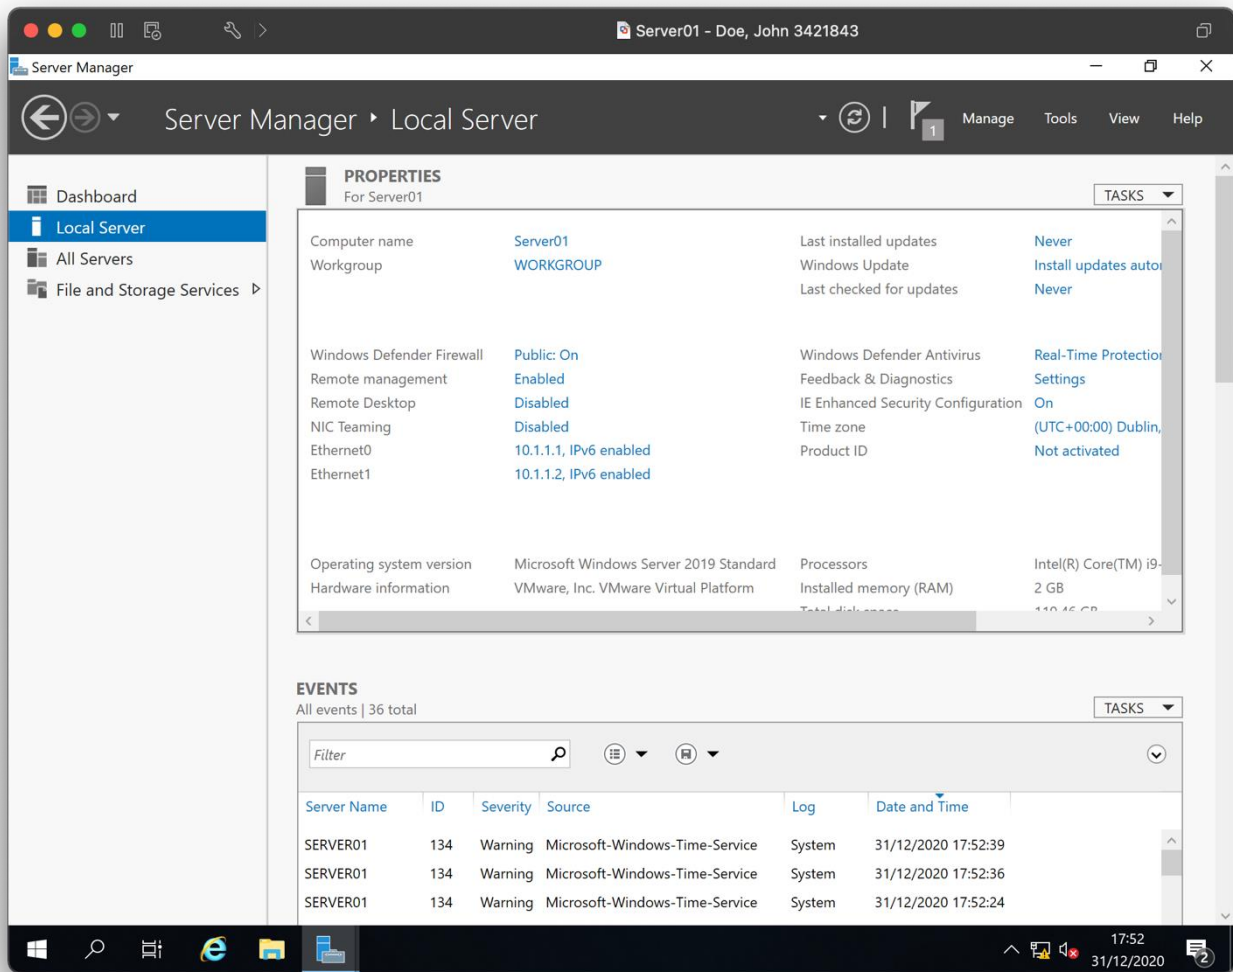 Server01 - Doe, John 3421843
Server Manager
Server Manager • Local Server
1
Manage Tools View Help
Dashboard
Local Server
All Servers
File and Storage Services
PROPERTIES
For Server01
TASKS
Computer name Server01 Last installed updates Never
Workgroup WORKGROUP Windows Update Install updates autor
Last checked for updates Never
Windows Defender Firewall Public: On Windows Defender Antivirus Real-Time Protection
Remote management Enabled Feedback & Diagnostics Settings
Remote Desktop Disabled IE Enhanced Security Configuration On
NIC Teaming Disabled Time zone (UTC+00:00) Dublin,
Ethernet0 10.1.1.1, IPv6 enabled Product ID Not activated
Ethernet1 10.1.1.2, IPv6 enabled
Operating system version Microsoft Windows Server 2019 Standard Processors Intel(R) Core(TM) i9-
Hardware information VMware, Inc. VMware Virtual Platform Installed memory (RAM) 2 GB
Total disk space 119.46 GB
EVENTS
All events | 36 total
TASKS
Filter
Server Name ID Severity Source Log Date and Time
SERVER01 134 Warning Microsoft-Windows-Time-Service System 31/12/2020 17:52:39
SERVER01 134 Warning Microsoft-Windows-Time-Service System 31/12/2020 17:52:36
SERVER01 134 Warning Microsoft-Windows-Time-Service System 31/12/2020 17:52:24
17:52
31/12/2020
2